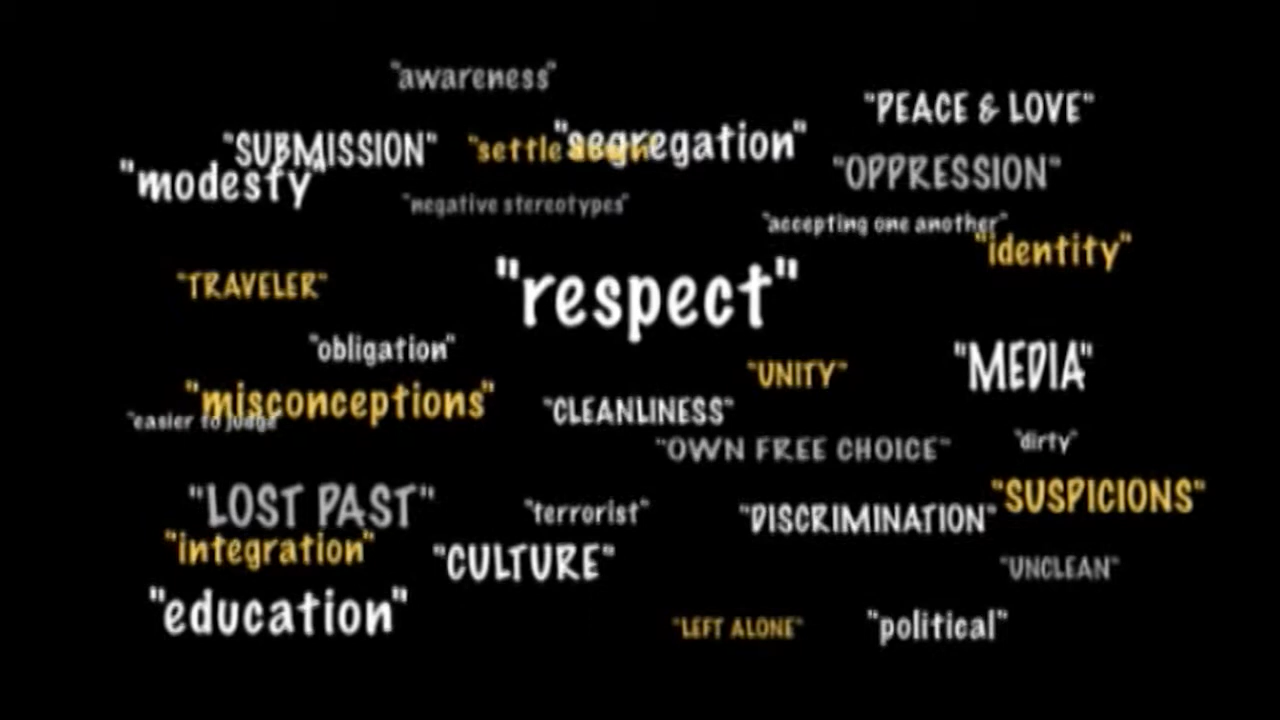 "awareness"
"PEACE & LOVE"
"SUBMISSION"
"settle down"
"segregation"
"modesty"
"OPPRESSION"
"negative stereotypes"
"accepting one another"
"identity"
"TRAVELER"
"respect"
"obligation"
"MEDIA"
"UNITY"
"misconceptions"
"CLEANLINESS"
"easier to judge"
"OWN FREE CHOICE"
"dirty"
"LOST PAST"
"SUSPICIONS"
"terrorist"
"DISCRIMINATION"
"integration"
"CULTURE"
"UNCLEAN"
"education"
"LEFT ALONE"
"political"